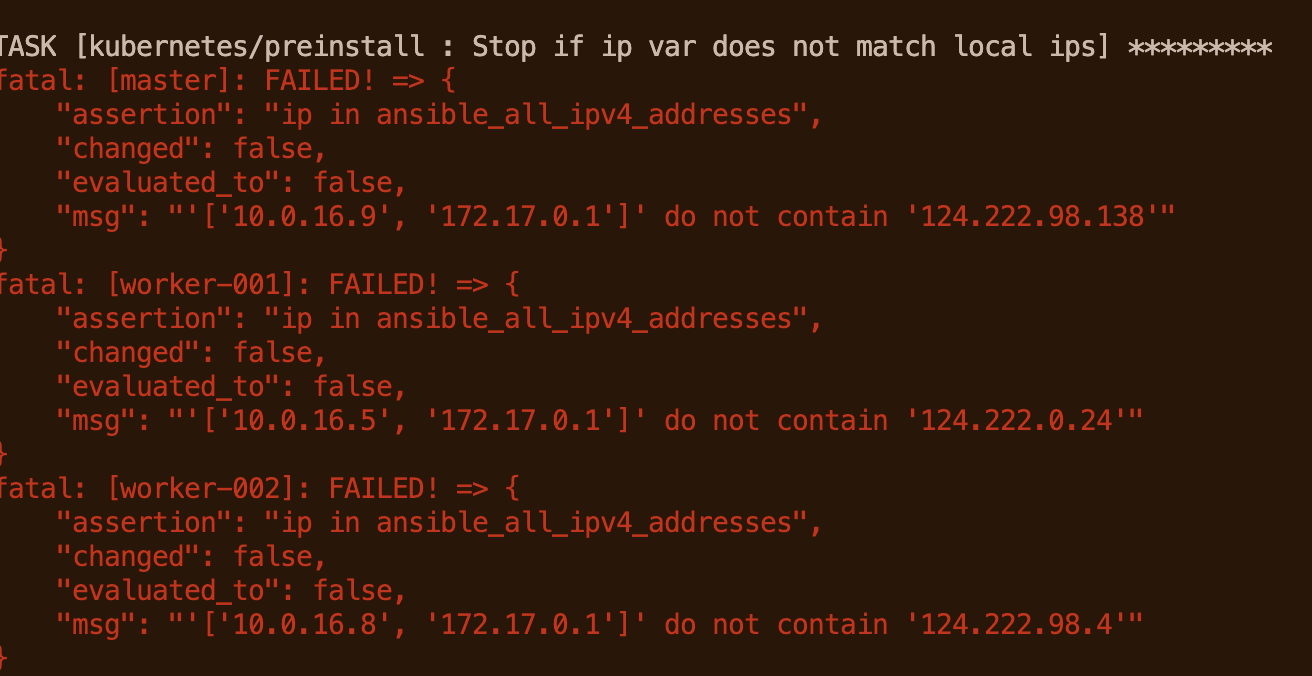 TASK [kubernetes/preinstall : Stop if ip var does not match local ips] *********
fatal: [master]: FAILED! => {
    "assertion": "ip in ansible_all_ipv4_addresses",
    "changed": false,
    "evaluated_to": false,
    "msg": "'['10.0.16.9', '172.17.0.1']' do not contain '124.222.98.138'"
}
fatal: [worker-001]: FAILED! => {
    "assertion": "ip in ansible_all_ipv4_addresses",
    "changed": false,
    "evaluated_to": false,
    "msg": "'['10.0.16.5', '172.17.0.1']' do not contain '124.222.0.24'"
}
fatal: [worker-002]: FAILED! => {
    "assertion": "ip in ansible_all_ipv4_addresses",
    "changed": false,
    "evaluated_to": false,
    "msg": "'['10.0.16.8', '172.17.0.1']' do not contain '124.222.98.4'"
}